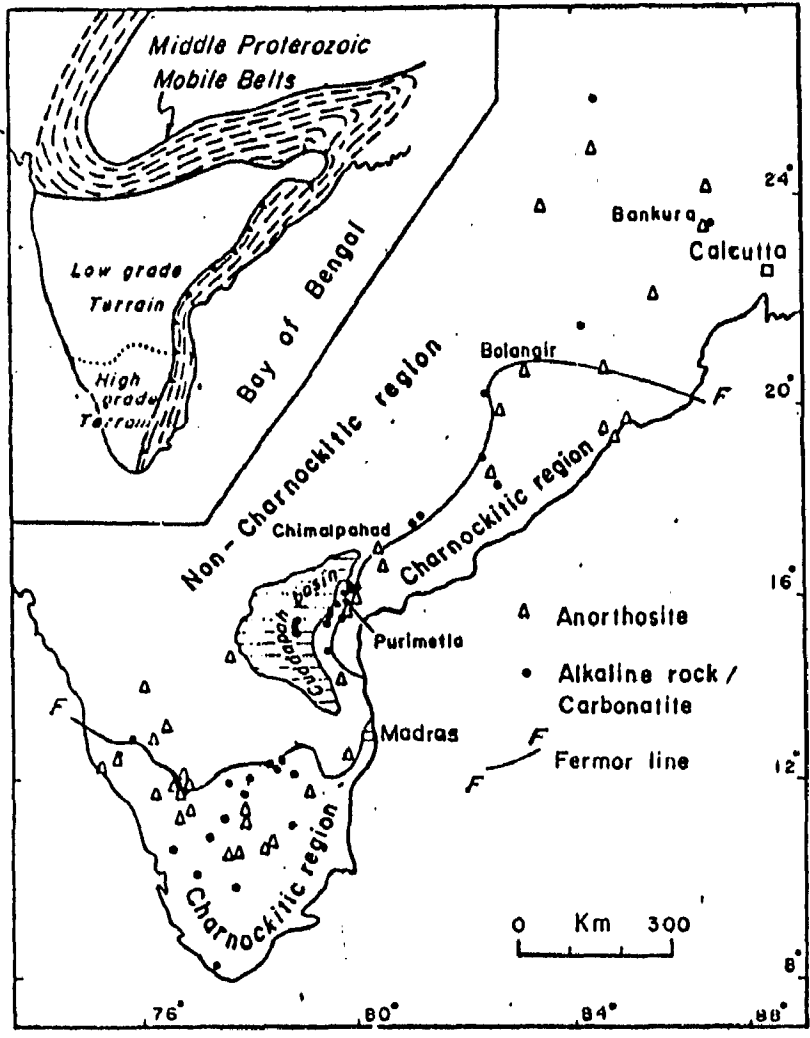 Middle Proterozoic
Mobile Belts
Low grade
Terrain
High
grade
Terrain
Bay of Bengal
Non-Charnockitic region
Bankura
Calcutta
24°
Bolangir
F
20°
Charnockitic region
Chimalpahad
16°
Cuddapah basin
Purimetla
△ Anorthosite
• Alkaline rock /
Carbonatite
F F Fermor line
F
Madras
12°
Charnockitic region
0 Km 300
8°
76° 80° 84° 88°